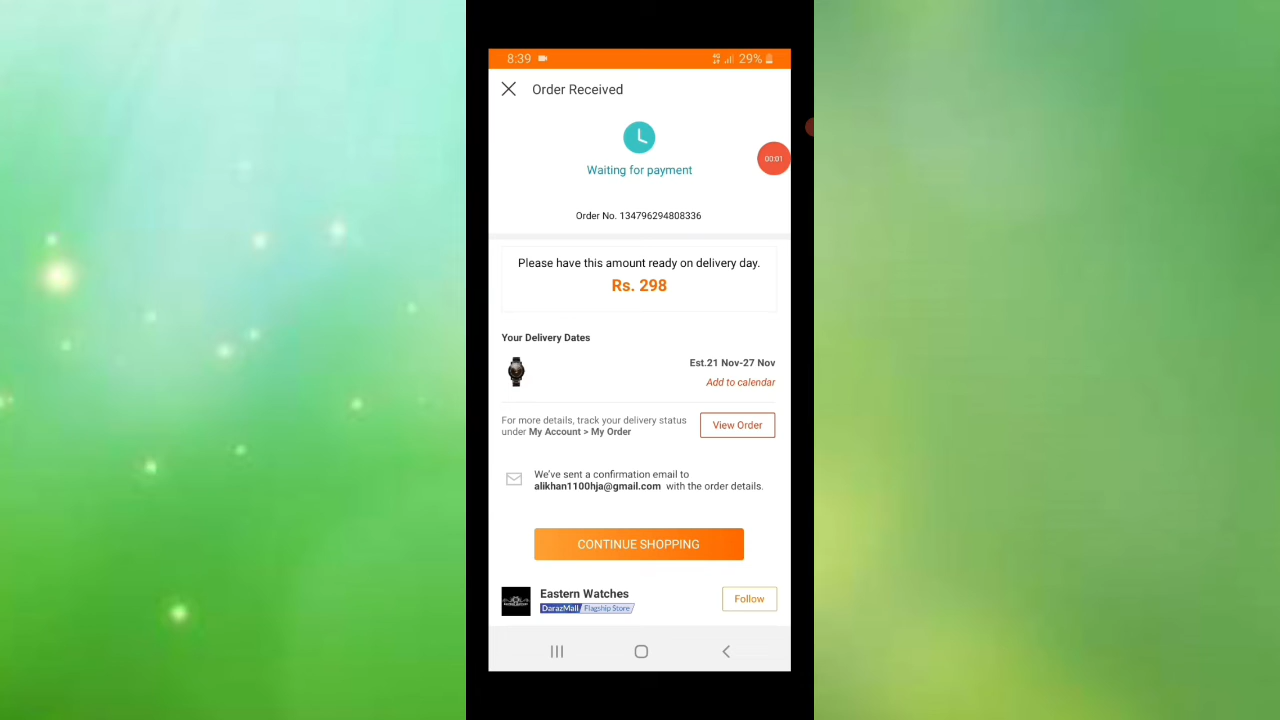 8:39
29%
Order Received
00:01
Waiting for payment
Order No. 134796294808336
Please have this amount ready on delivery day.
Rs. 298
Your Delivery Dates
Est.21 Nov-27 Nov
Add to calendar
For more details, track your delivery status
under My Account > My Order
View Order
We've sent a confirmation email to
alikhan1100hja@gmail.com with the order details.
CONTINUE SHOPPING
Eastern Watches
DarazMall Flagship Store
Follow